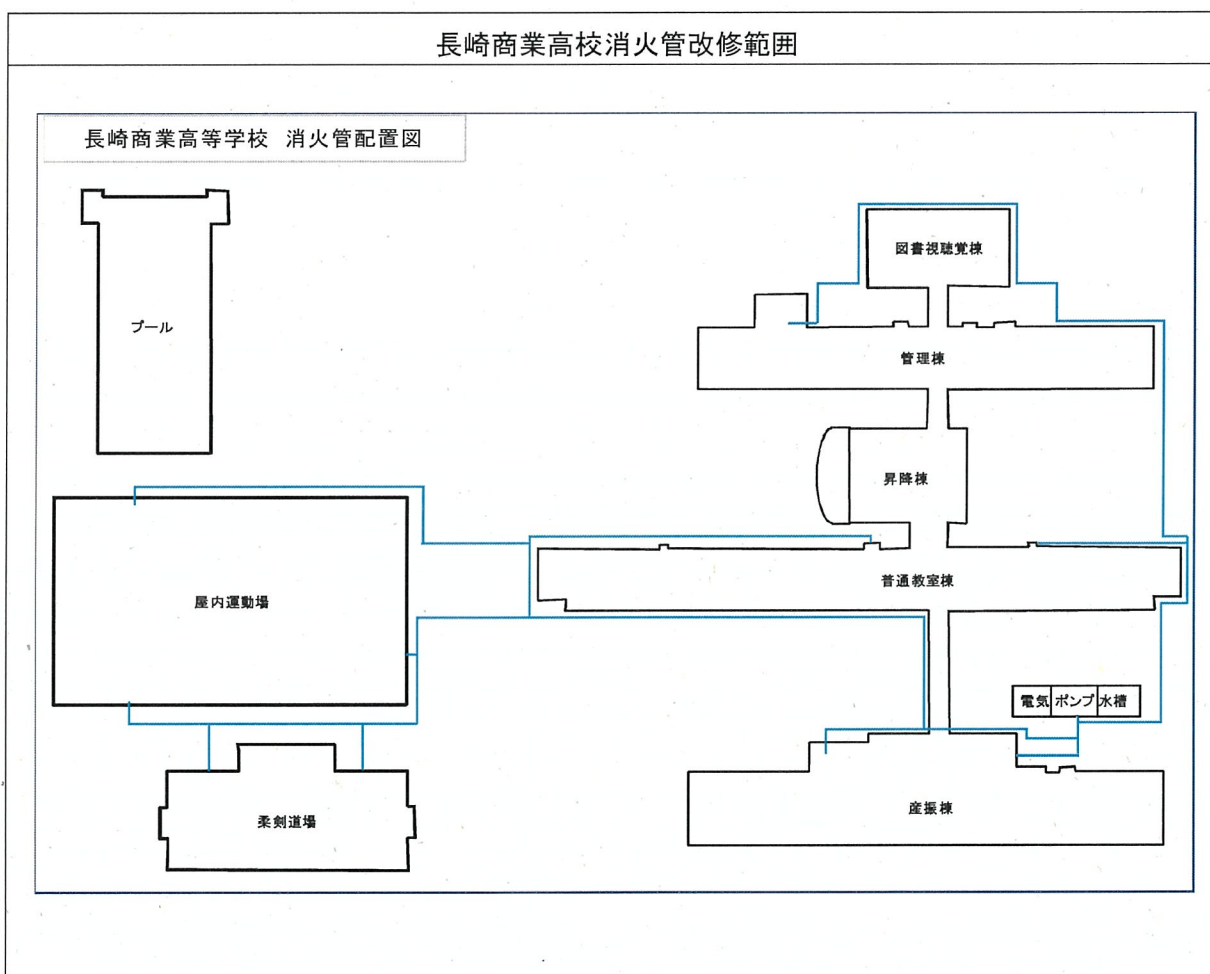 長崎商業高校消火管改修範囲
長崎商業高等学校 消火管配置図
図書視聴覚棟
プール
管理棟
昇降棟
普通教室棟
屋内運動場
電気 ポンプ 水槽
産振棟
柔剣道場